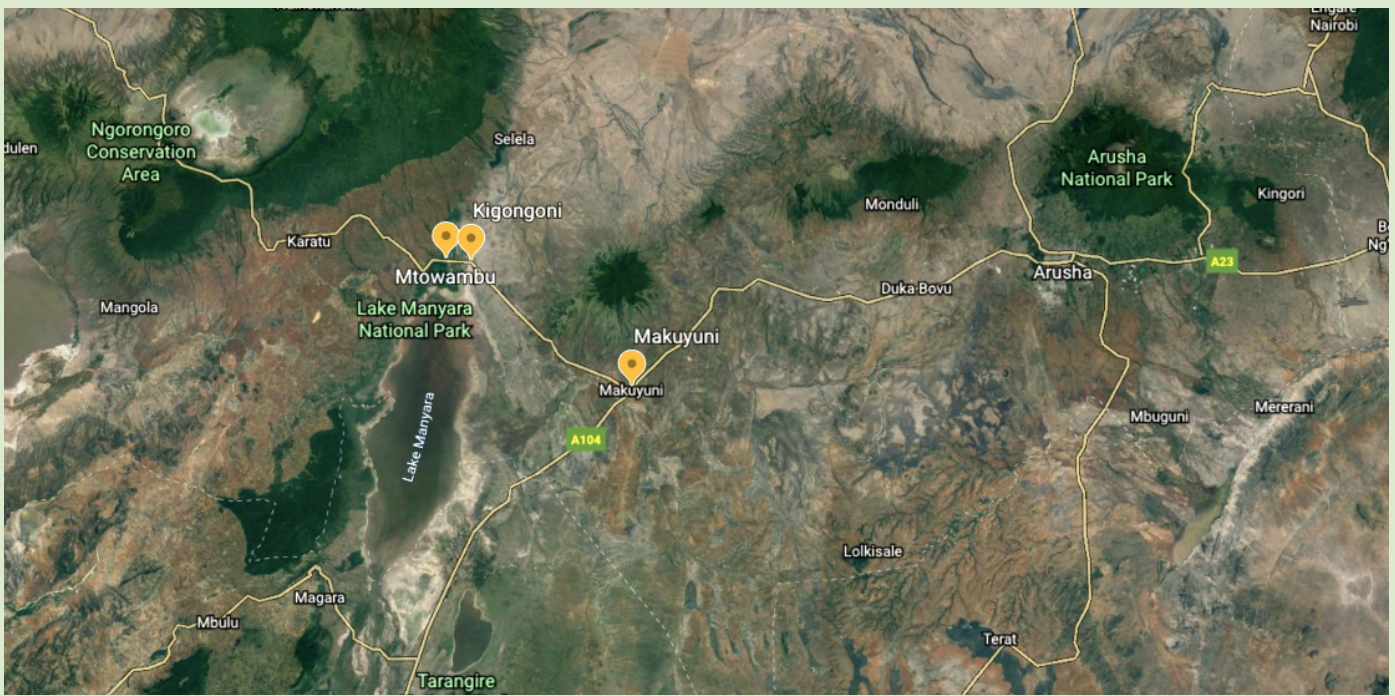 Engare
Nairobi
Ngorongoro
Conservation
Area
dulen
Selela
Arusha
National Park
Kingori
Monduli
Kigongoni
Karatu
Mtowambu
A23
Arusha
Duka Bovu
Mangola
Lake Manyara
National Park
Makuyuni
Makuyuni
Lake Manyara
A104
Mbuguni
Mererani
Lolkisale
Magara
Mbulu
Terat
Tarangire